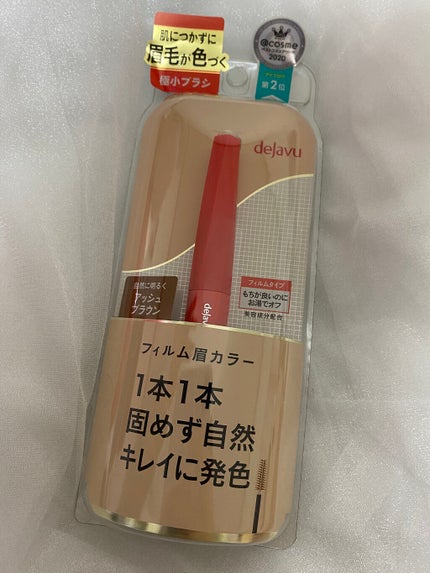 肌につかずに
眉毛が色づく
極小ブラシ
@cosme
2020
第2位
dejavu
自然に明るく
アッシュ
ブラウン
フィルムタイプ
もちが良いのに
お湯でオフ
美容成分配合
dejavu
フィルム眉カラー
1本1本
固めず自然
キレイに発色